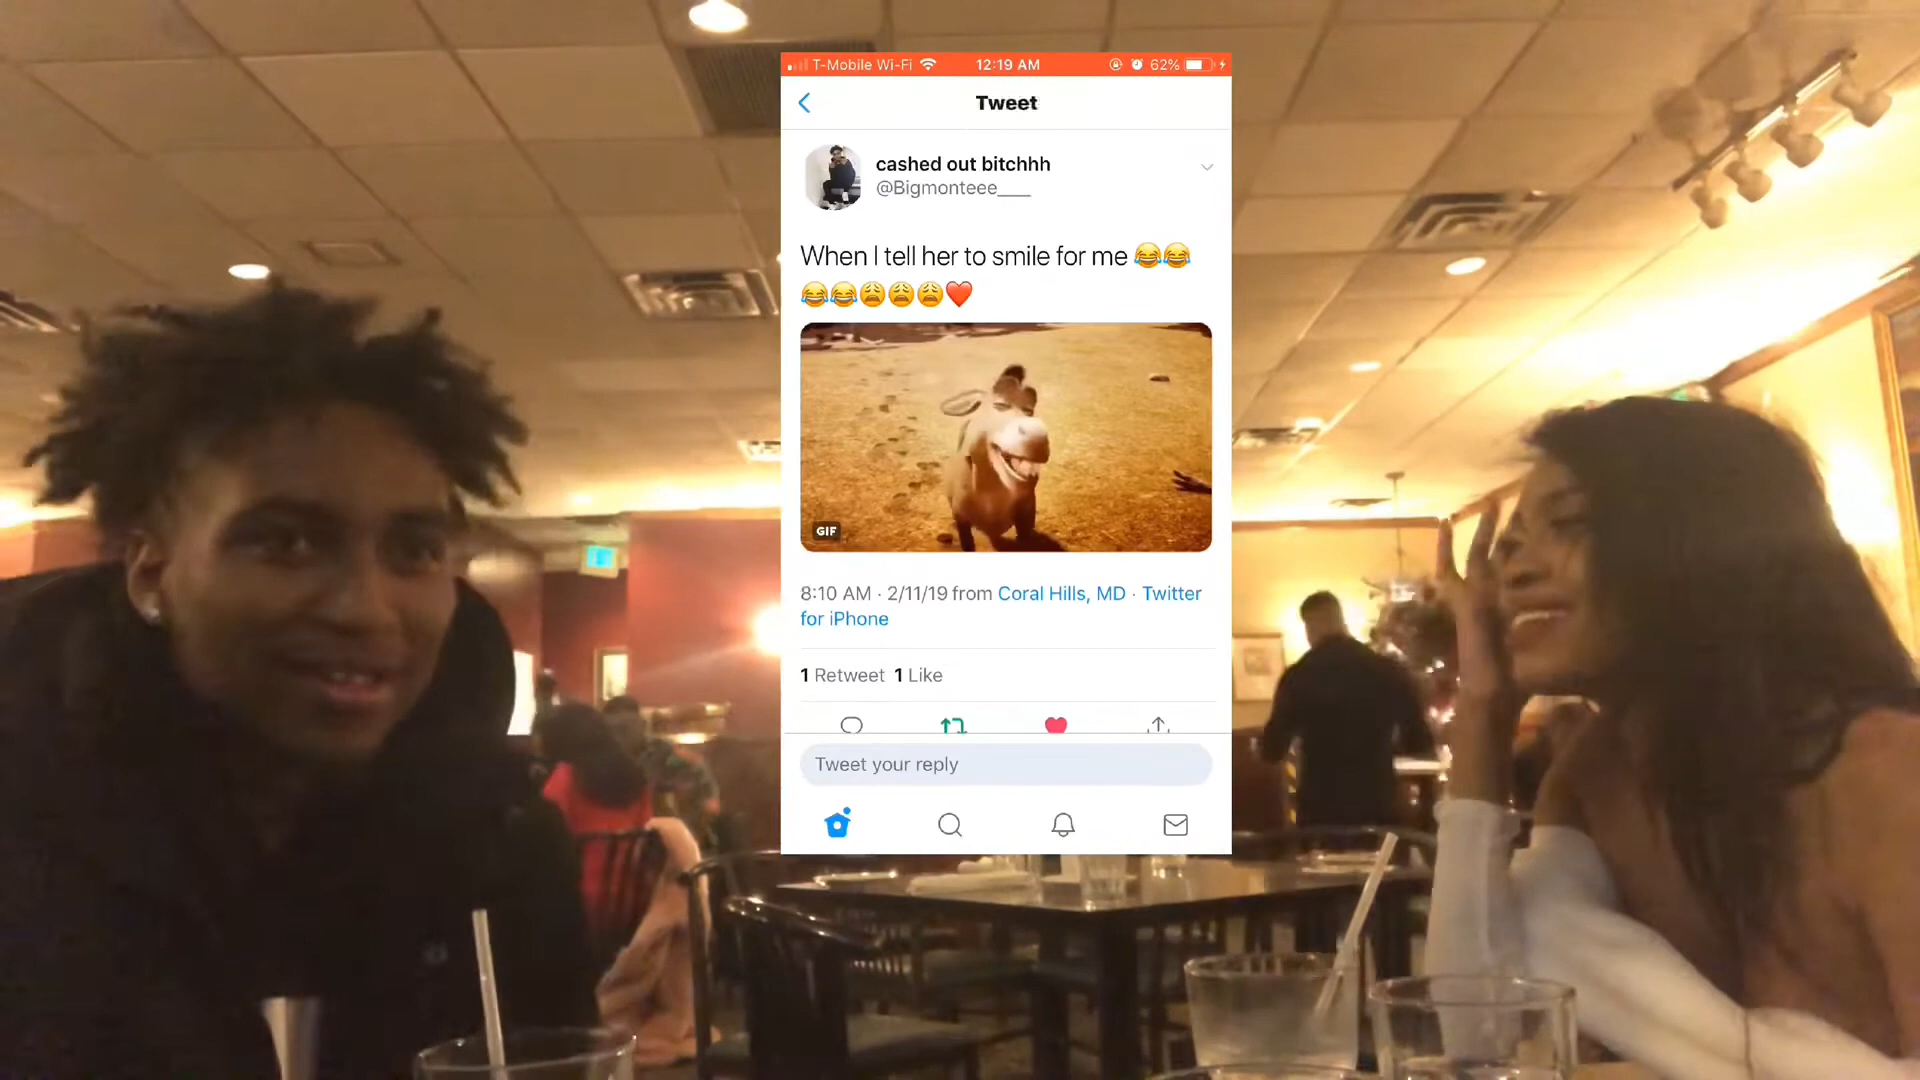 T-Mobile Wi-Fi 12:19 AM 62%
Tweet
cashed out bitchhh
@Bigmonteee____
When I tell her to smile for me 😂😂
😂😂😩😩😩❤️
GIF
8:10 AM · 2/11/19 from Coral Hills, MD · Twitter
for iPhone
1 Retweet 1 Like
Tweet your reply